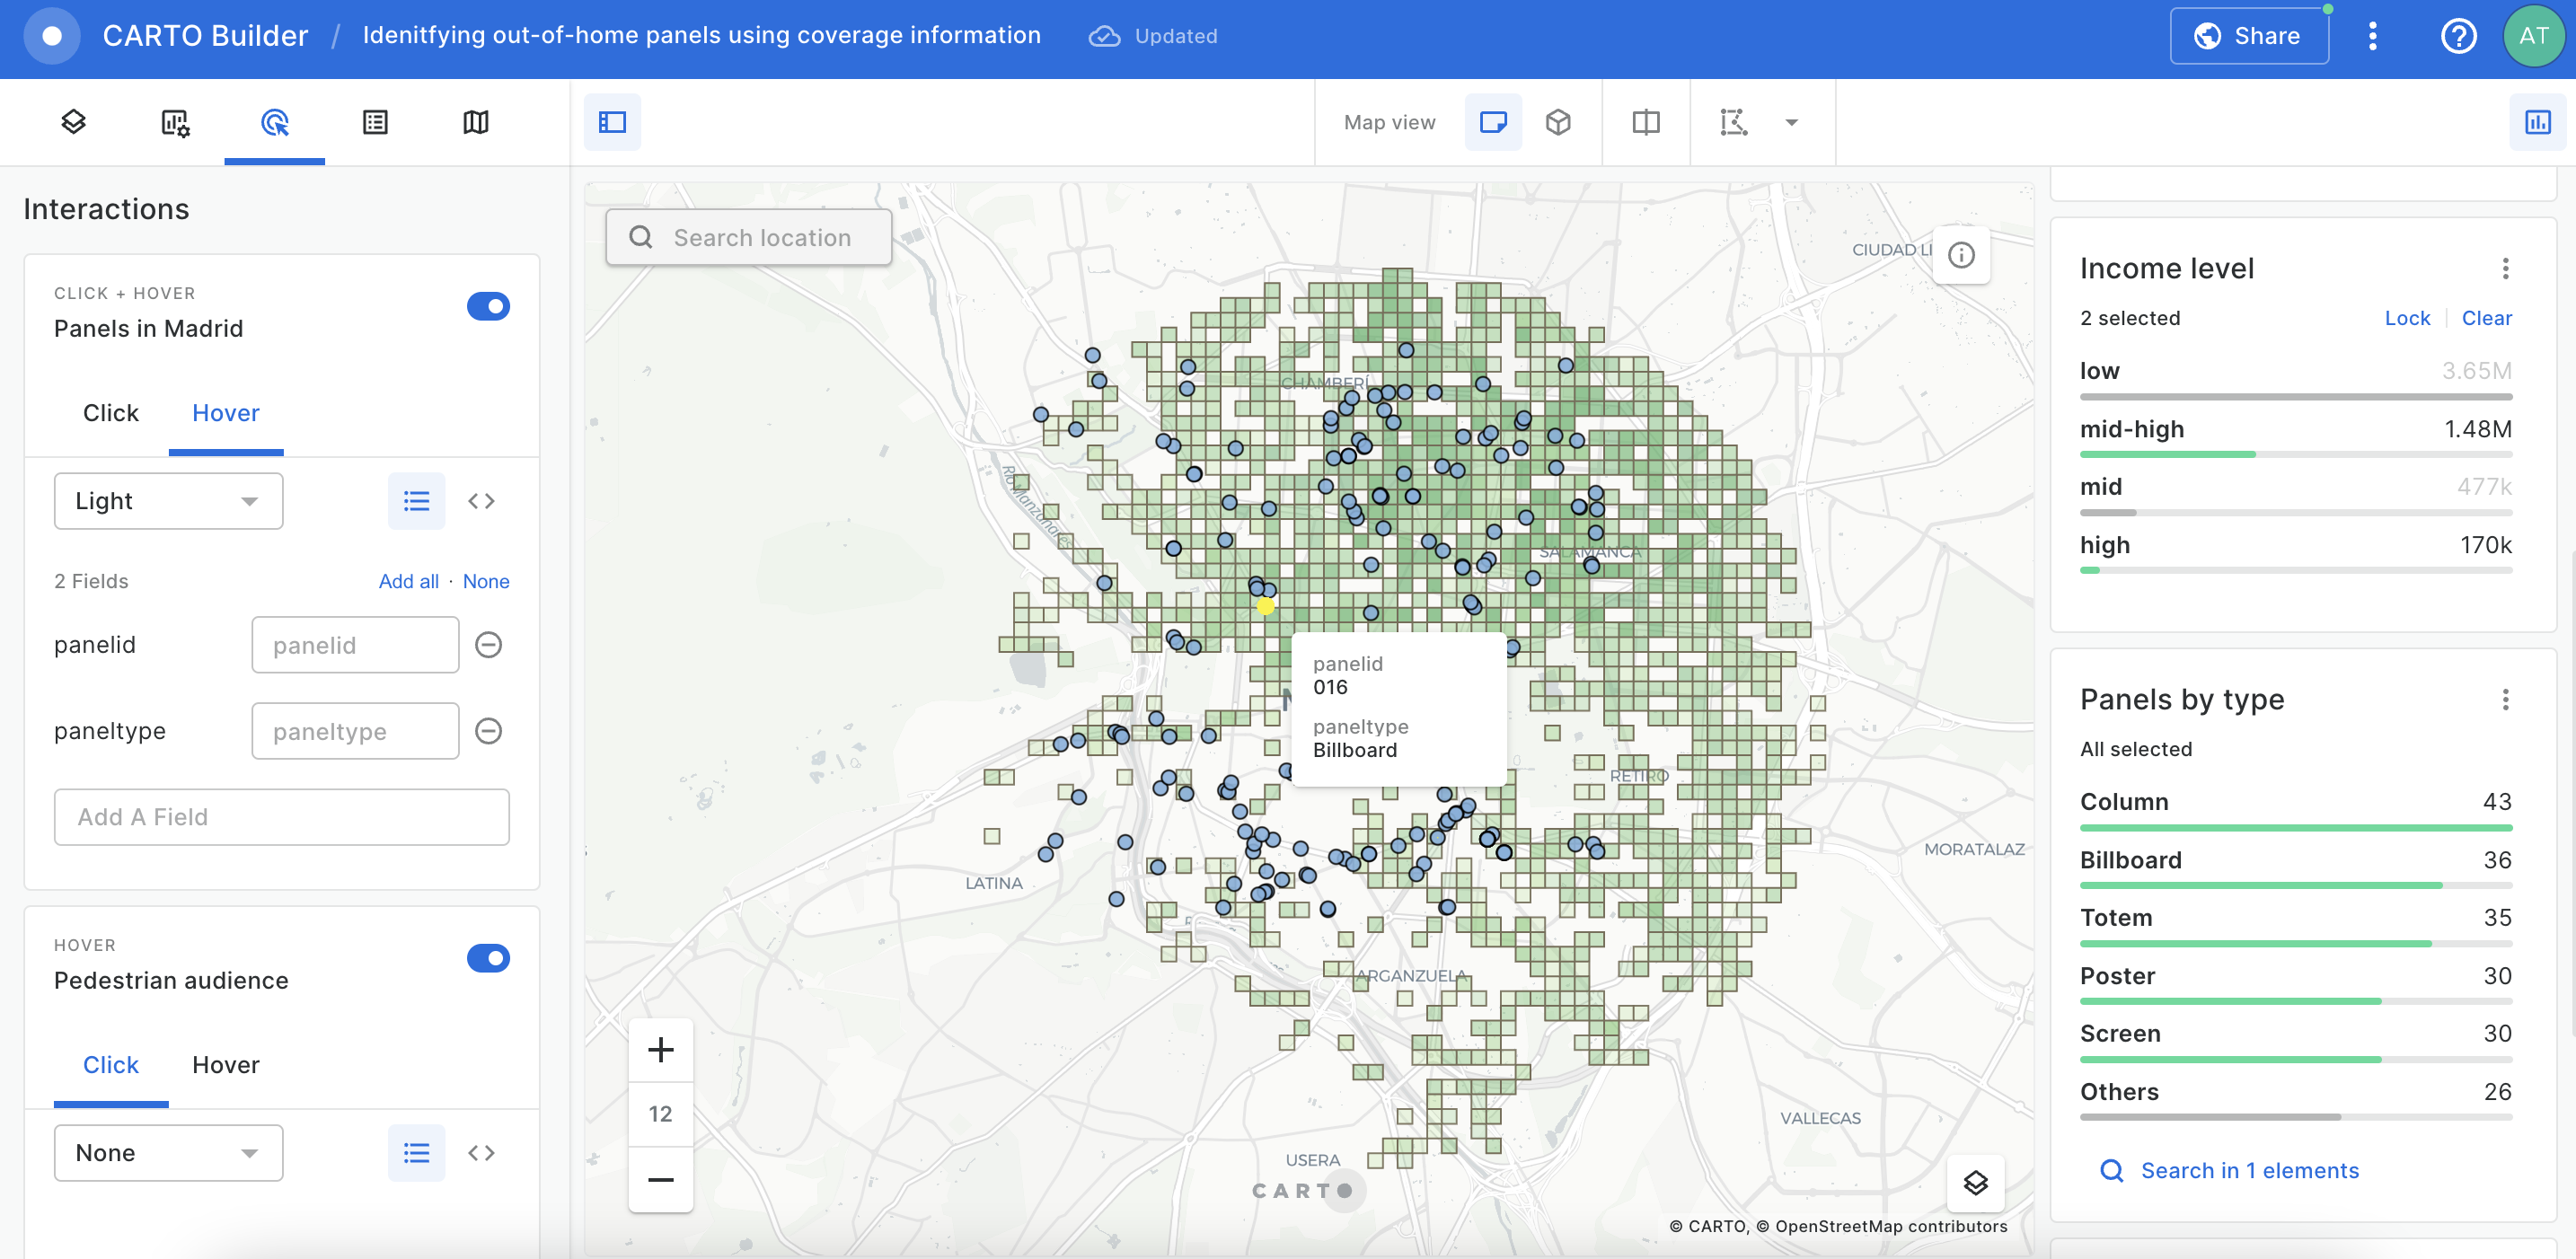 CARTO Builder / Idenitfying out-of-home panels using coverage information Updated Share AT
Map view
Interactions
CLICK + HOVER
Panels in Madrid
Click Hover
Light
2 Fields Add all · None
panelid panelid
paneltype paneltype
Add A Field
HOVER
Pedestrian audience
Click Hover
None
Search location
CIUDAD LI
CHAMBERÍ
Río Manzanares
SALAMANCA
panelid
016
paneltype
Billboard
RETIRO
MORATALAZ
LATINA
ARGANZUELA
VALLECAS
USERA
12
CARTO
© CARTO, © OpenStreetMap contributors
Income level
2 selected Lock Clear
low 3.65M
mid-high 1.48M
mid 477k
high 170k
Panels by type
All selected
Column 43
Billboard 36
Totem 35
Poster 30
Screen 30
Others 26
Search in 1 elements